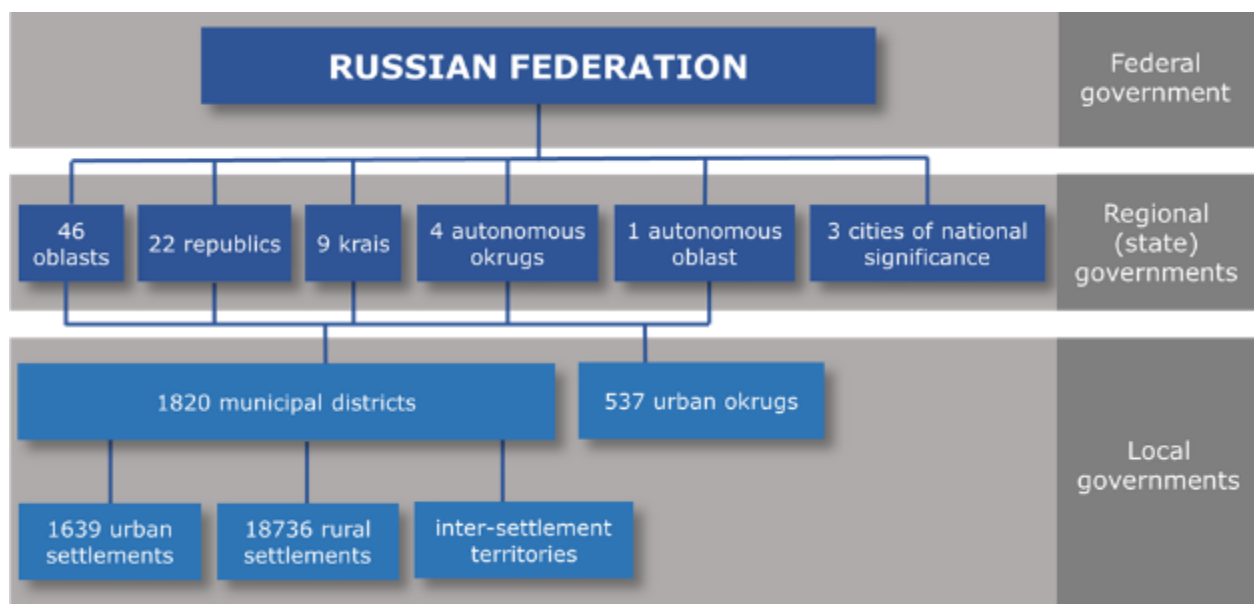 RUSSIAN FEDERATION
Federal
government
46
oblasts
22 republics
9 krais
4 autonomous
okrugs
1 autonomous
oblast
3 cities of national
significance
Regional
(state)
governments
1820 municipal districts
537 urban okrugs
Local
governments
1639 urban
settlements
18736 rural
settlements
inter-settlement
territories